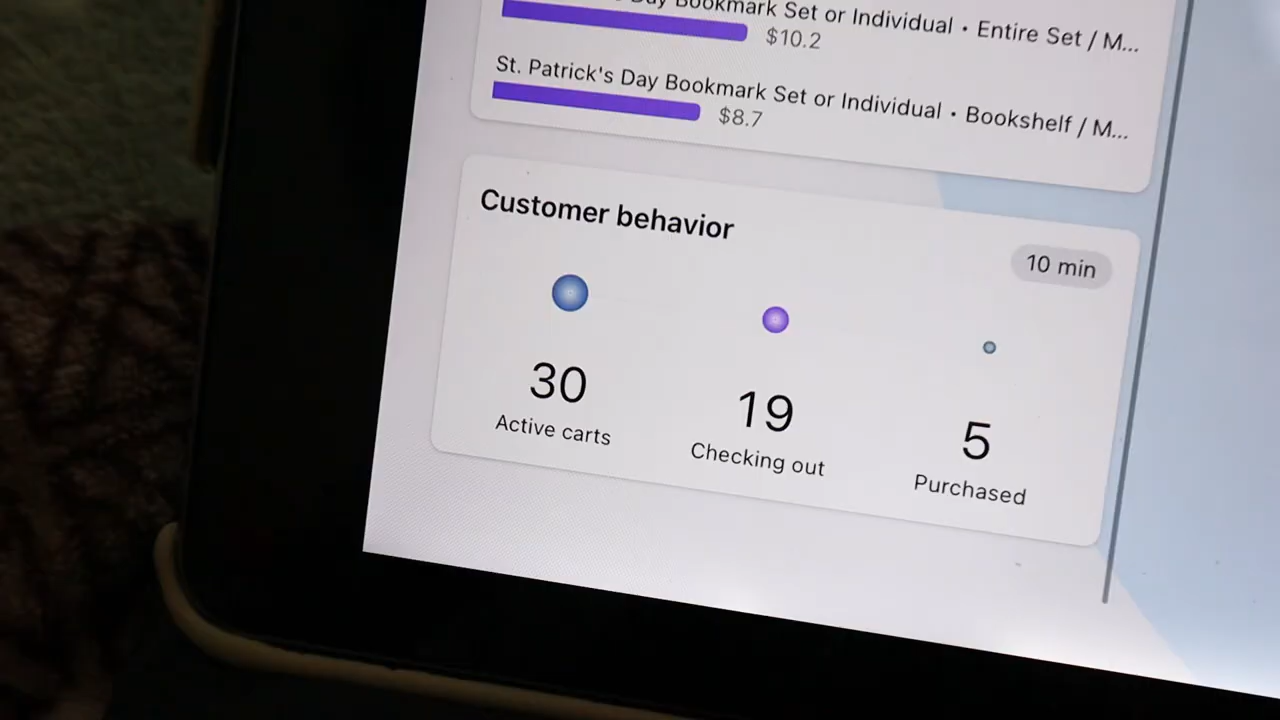 Day Bookmark Set or Individual • Entire Set / M...
$10.2
St. Patrick's Day Bookmark Set or Individual • Bookshelf / M...
$8.7
Customer behavior
10 min
30
19
5
Active carts
Checking out
Purchased